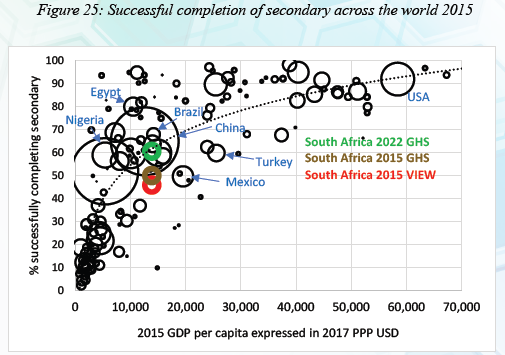 Figure 25: Successful completion of secondary across the world 2015
% successfully completing secondary
100
90
80
70
60
50
40
30
20
10
0
Egypt
Nigeria
Brazil
China
USA
Turkey
Mexico
South Africa 2022 GHS
South Africa 2015 GHS
South Africa 2015 VIEW
0 10,000 20,000 30,000 40,000 50,000 60,000 70,000
2015 GDP per capita expressed in 2017 PPP USD